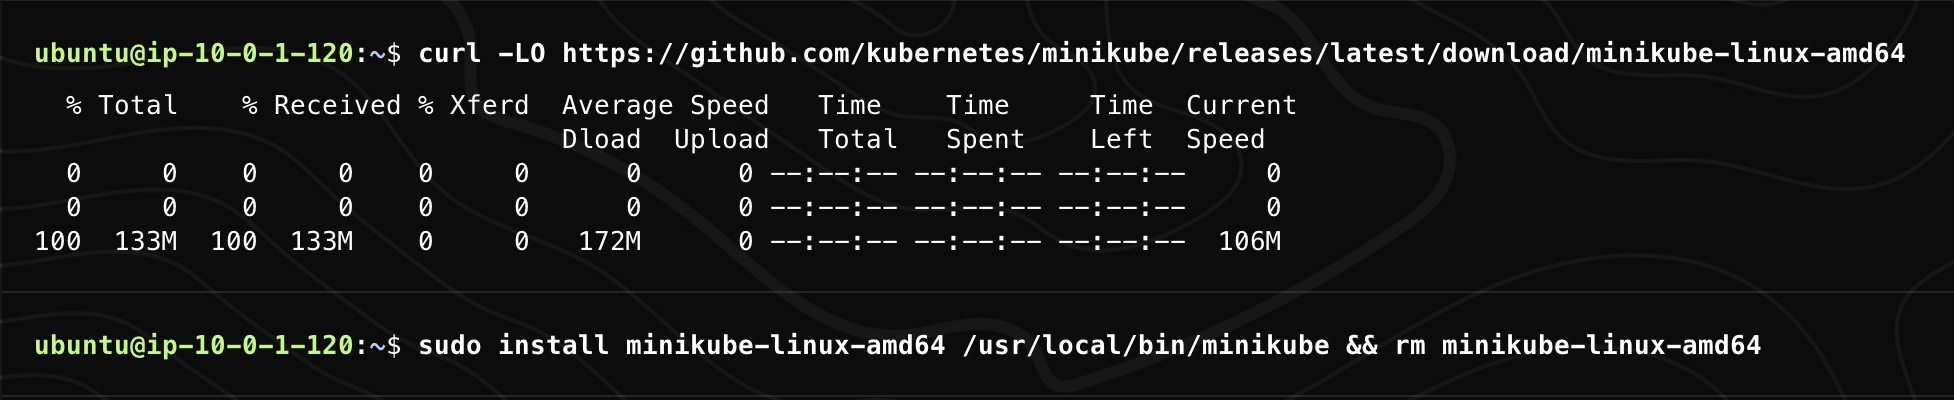 ubuntu@ip-10-0-1-120:~$ curl -LO https://github.com/kubernetes/minikube/releases/latest/download/minikube-linux-amd64
  % Total    % Received % Xferd  Average Speed   Time    Time     Time  Current
                                 Dload  Upload   Total   Spent    Left  Speed
  0     0    0     0    0     0      0      0 --:--:-- --:--:-- --:--:--     0
  0     0    0     0    0     0      0      0 --:--:-- --:--:-- --:--:--     0
100  133M  100  133M    0     0   172M      0 --:--:-- --:--:-- --:--:--  106M
ubuntu@ip-10-0-1-120:~$ sudo install minikube-linux-amd64 /usr/local/bin/minikube && rm minikube-linux-amd64